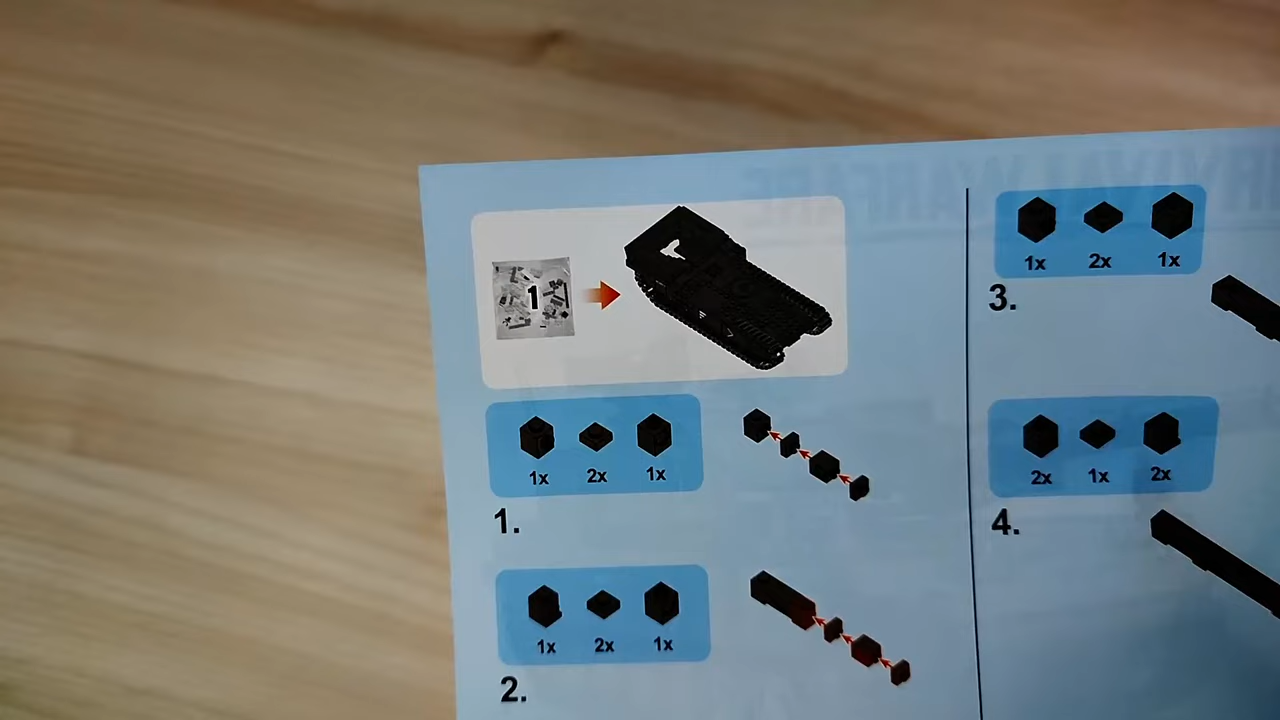 1
1x 2x 1x
1.
1x 2x 1x
2.
1x 2x 1x
3.
2x 1x 2x
4.